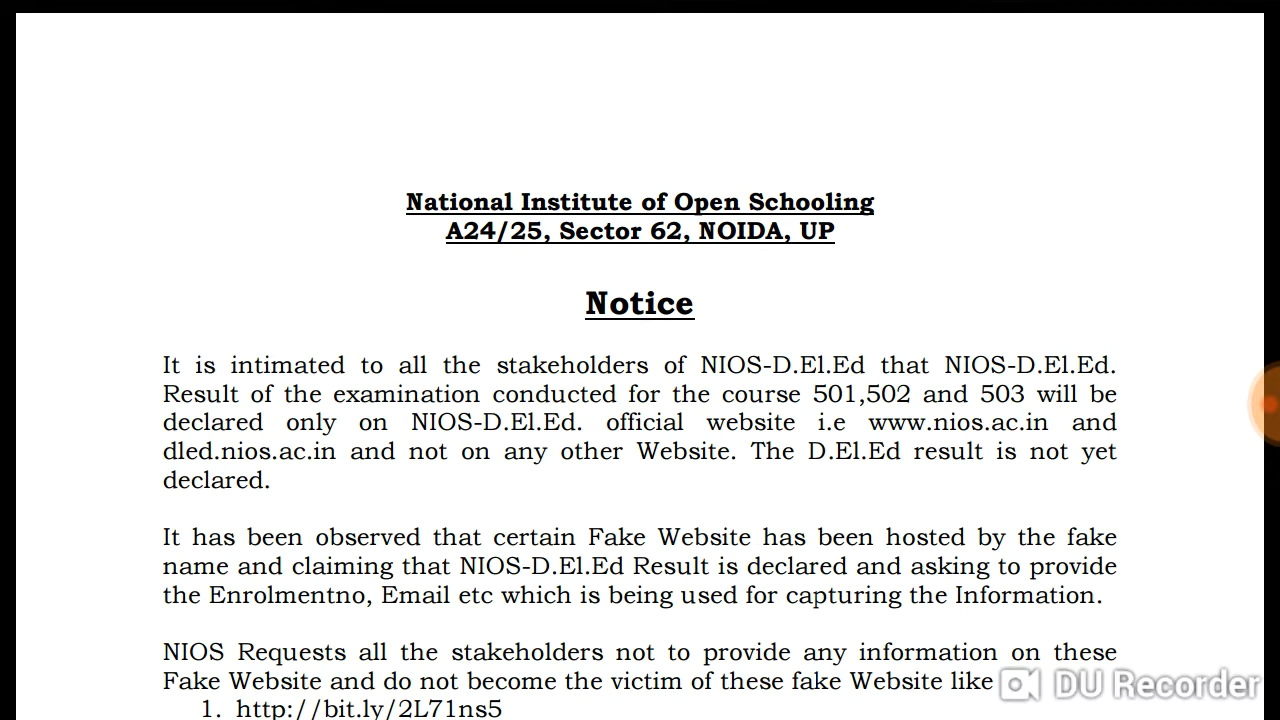 National Institute of Open Schooling
A24/25, Sector 62, NOIDA, UP
Notice
It is intimated to all the stakeholders of NIOS-D.El.Ed that NIOS-D.El.Ed.
Result of the examination conducted for the course 501,502 and 503 will be
declared only on NIOS-D.El.Ed. official website i.e www.nios.ac.in and
dled.nios.ac.in and not on any other Website. The D.El.Ed result is not yet
declared.
It has been observed that certain Fake Website has been hosted by the fake
name and claiming that NIOS-D.El.Ed Result is declared and asking to provide
the Enrolmentno, Email etc which is being used for capturing the Information.
NIOS Requests all the stakeholders not to provide any information on these
Fake Website and do not become the victim of these fake Website like
1. http://bit.ly/2L71ns5
DU Recorder